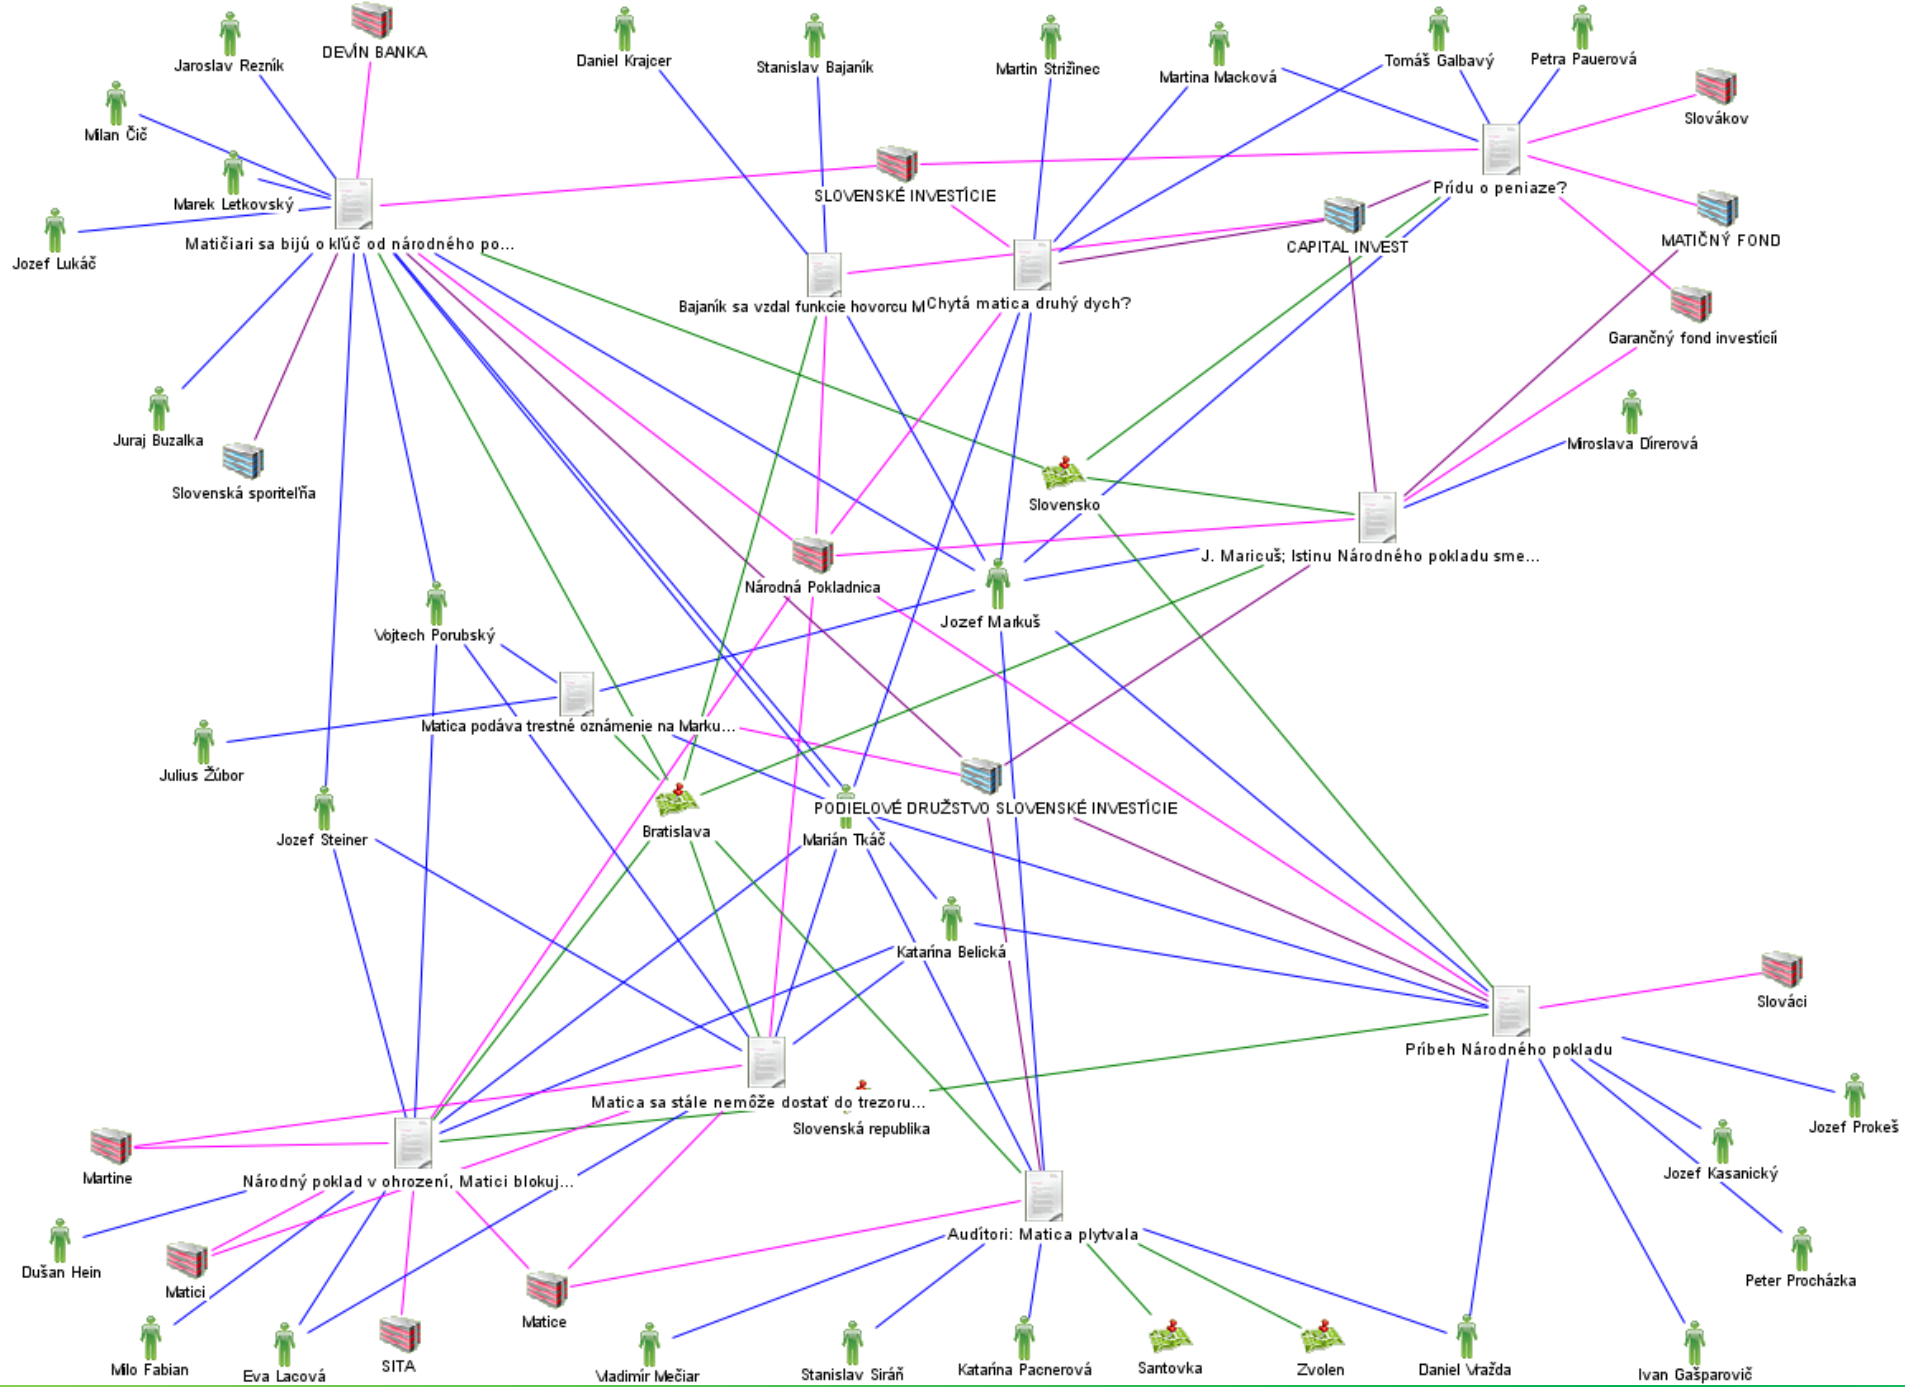 Jaroslav Rezník
DEVÍN BANKA
Daniel Krajcer
Stanislav Bajaník
Martin Strižinec
Martina Macková
Tomáš Galbavý
Petra Pauerová
Slovákov
Milan Čič
Marek Letkovský
SLOVENSKÉ INVESTÍCIE
Prídu o peniaze?
Matičiari sa bijú o kľúč od národného po...
CAPITAL INVEST
MATIČNÝ FOND
Jozef Lukáč
Bajaník sa vzdal funkcie hovorcu M
Chytá matica druhý dych?
Garančný fond investícií
Juraj Buzalka
Miroslava Dírerová
Slovenská sporiteľňa
Slovensko
J. Maricuš; Istinu Národného pokladu sme...
Národná Pokladnica
Jozef Markuš
Vojtech Porubský
Matica podáva trestné oznámenie na Marku...
Julius Žúbor
PODIELOVÉ DRUŽSTVO SLOVENSKÉ INVESTÍCIE
Bratislava
Jozef Steiner
Marián Tkáč
Katarína Belická
Slováci
Príbeh Národného pokladu
Matica sa stále nemôže dostať do trezoru...
Slovenská republika
Jozef Prokeš
Martine
Národný poklad v ohrození, Matici blokuj...
Jozef Kasanický
Audítori: Matica plytvala
Dušan Hein
Matici
Peter Procházka
Matice
Milo Fabian
Eva Lacová
SITA
Vladimír Mečiar
Stanislav Siráň
Katarína Pacnerová
Santovka
Zvolen
Daniel Vražda
Ivan Gašparovič